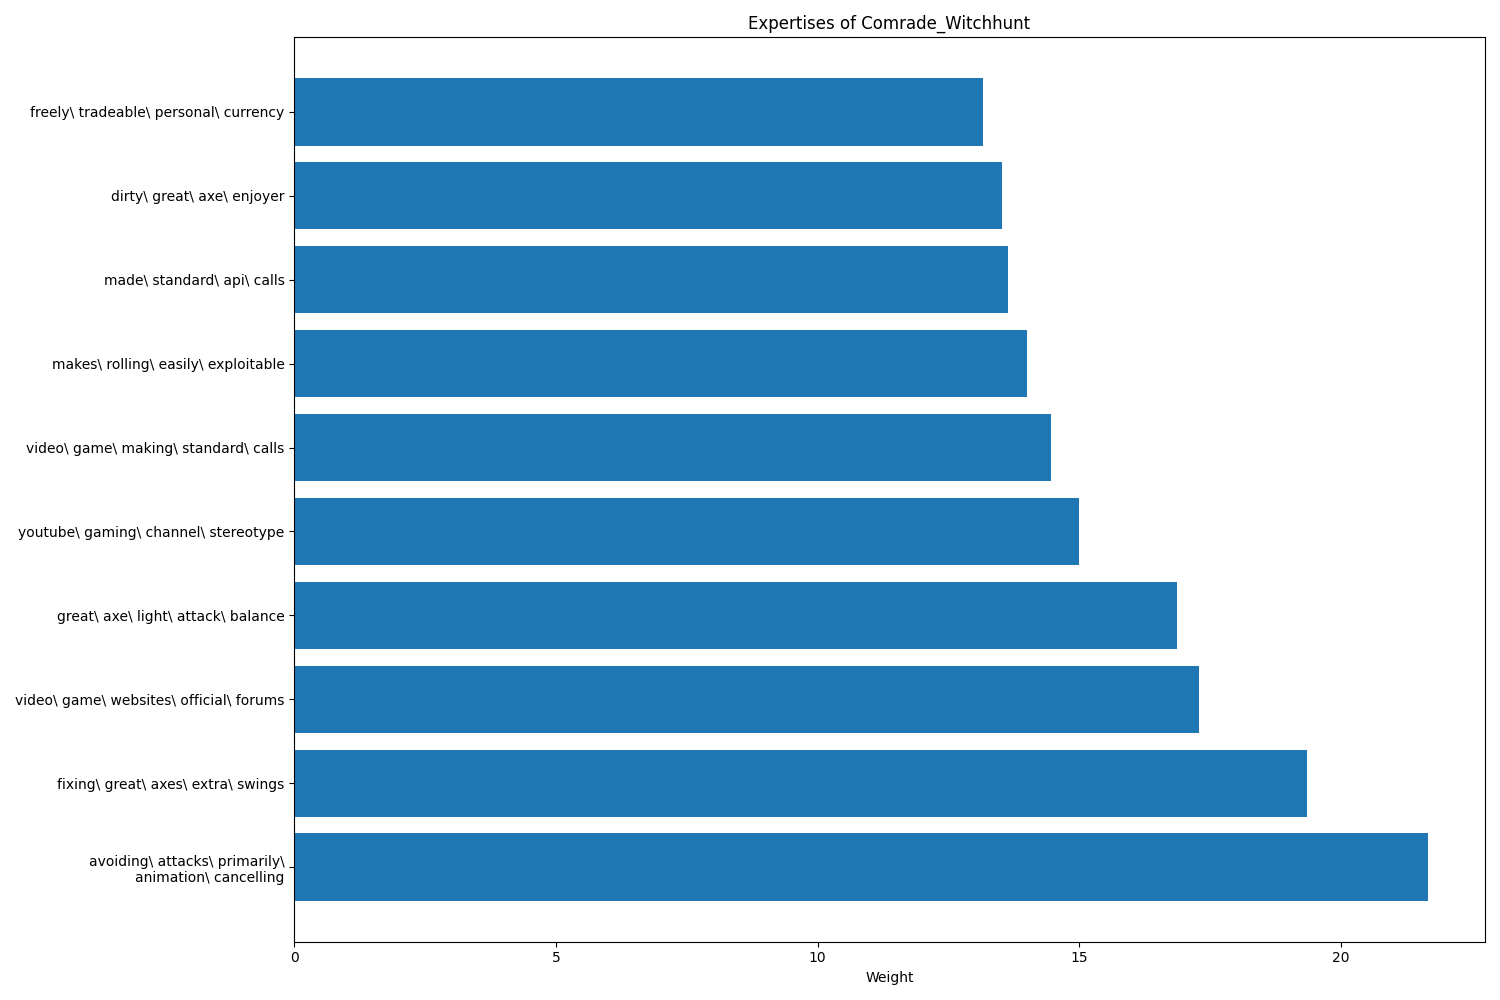 Expertises of Comrade_Witchhunt
freely\ tradeable\ personal\ currency
dirty\ great\ axe\ enjoyer
made\ standard\ api\ calls
makes\ rolling\ easily\ exploitable
video\ game\ making\ standard\ calls
youtube\ gaming\ channel\ stereotype
great\ axe\ light\ attack\ balance
video\ game\ websites\ official\ forums
fixing\ great\ axes\ extra\ swings
avoiding\ attacks\ primarily\
animation\ cancelling
0 5 10 15 20
Weight